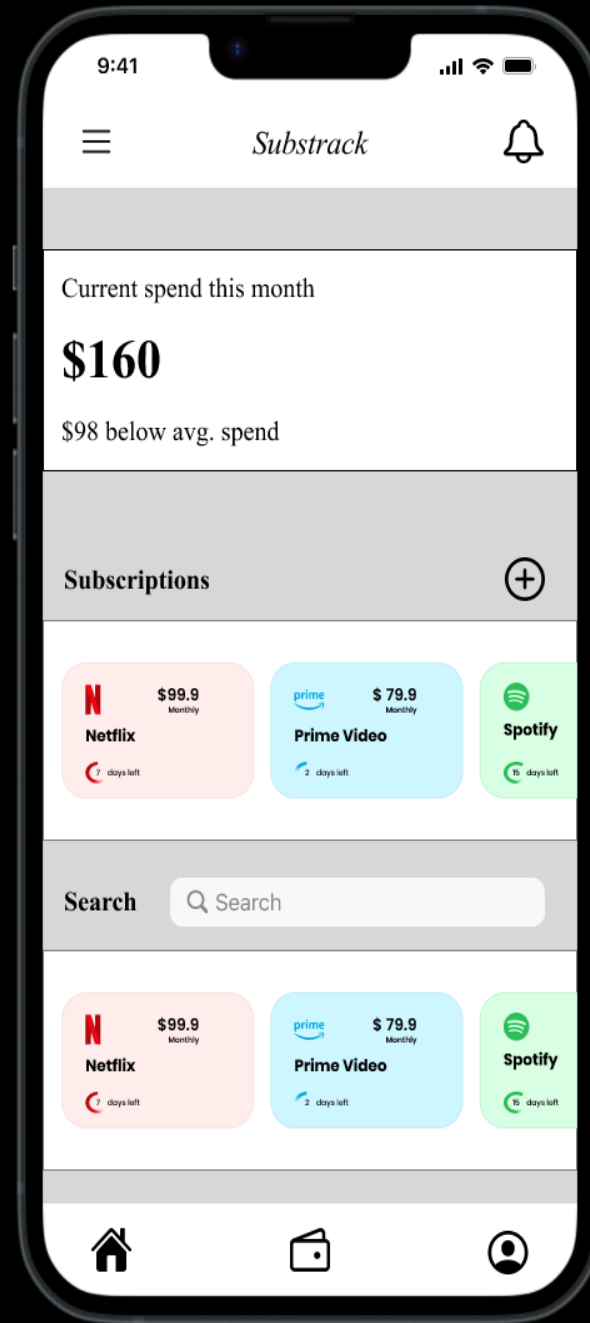 9:41
Substrack
Current spend this month
$160
$98 below avg. spend
Subscriptions
N $99.9
Monthly
Netflix
7 days left
prime $ 79.9
Monthly
Prime Video
2 days left
Spotify
15 days left
Search Search
N $99.9
Monthly
Netflix
7 days left
prime $ 79.9
Monthly
Prime Video
2 days left
Spotify
15 days left